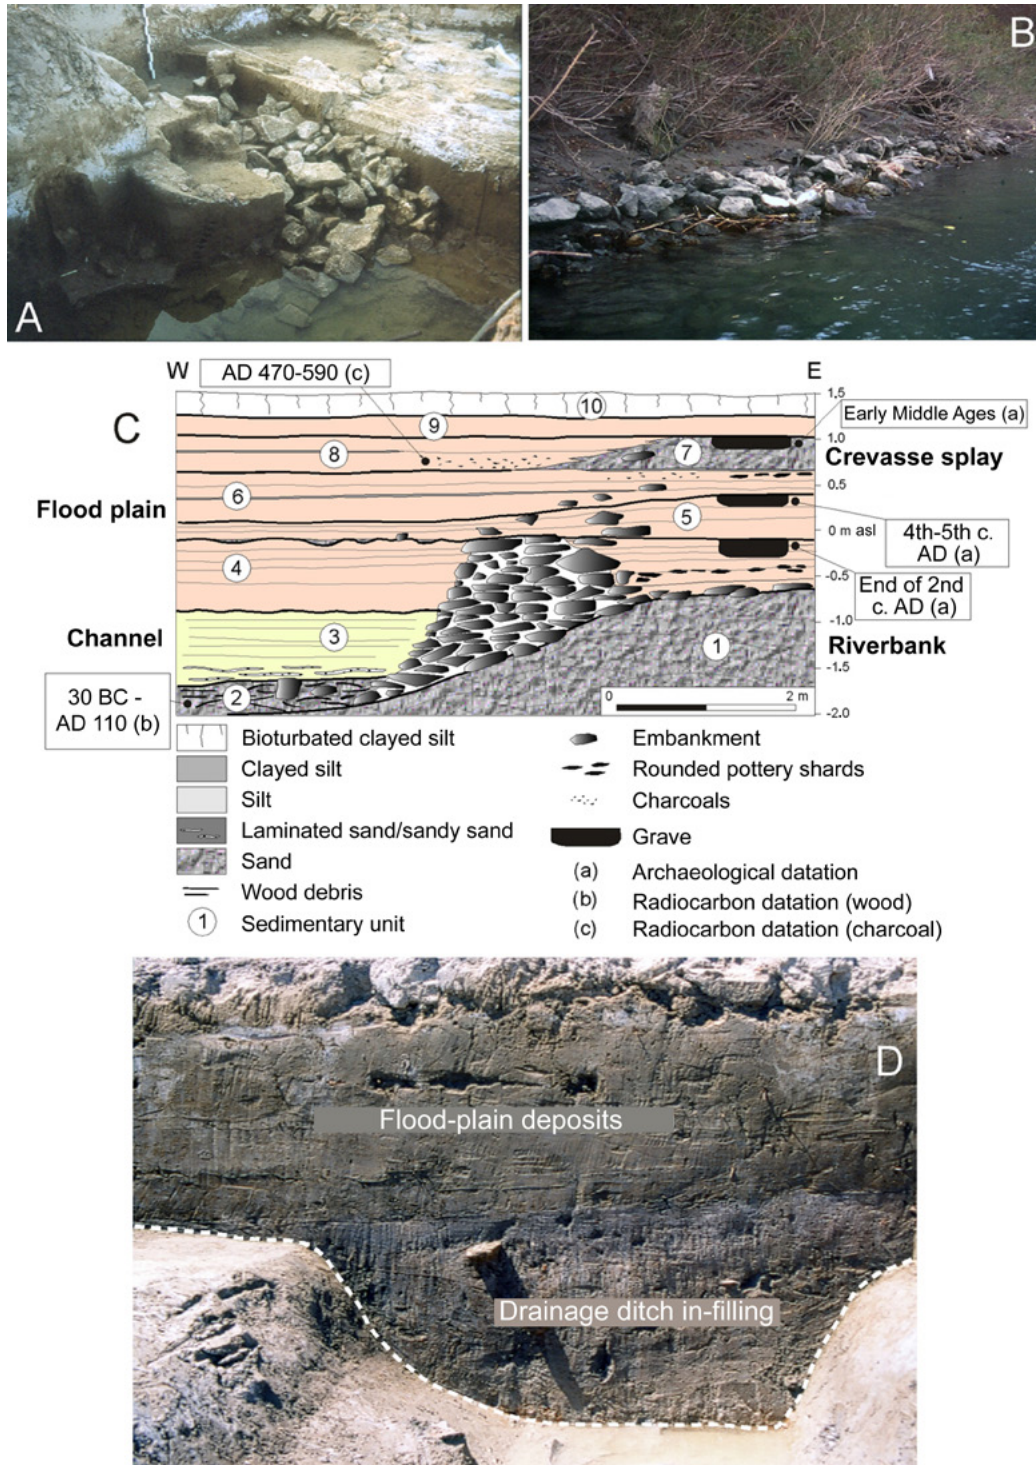 A
B
W
AD 470-590 (c)
E
1,5
C
10
9
Early Middle Ages (a)
1.0
8
7
Crevasse splay
0.5
6
Flood plain
5
0 m asl
4th-5th c.
AD (a)
4
-0.5
End of 2nd
c. AD (a)
-1.0
Channel
3
1
Riverbank
-1.5
30 BC -
AD 110 (b)
2
0
2 m
-2.0
Bioturbated clayed silt
Clayed silt
Silt
Laminated sand/sandy sand
Sand
Wood debris
1 Sedimentary unit
Embankment
Rounded pottery shards
Charcoals
Grave
(a) Archaeological datation
(b) Radiocarbon datation (wood)
(c) Radiocarbon datation (charcoal)
D
Flood-plain deposits
Drainage ditch in-filling